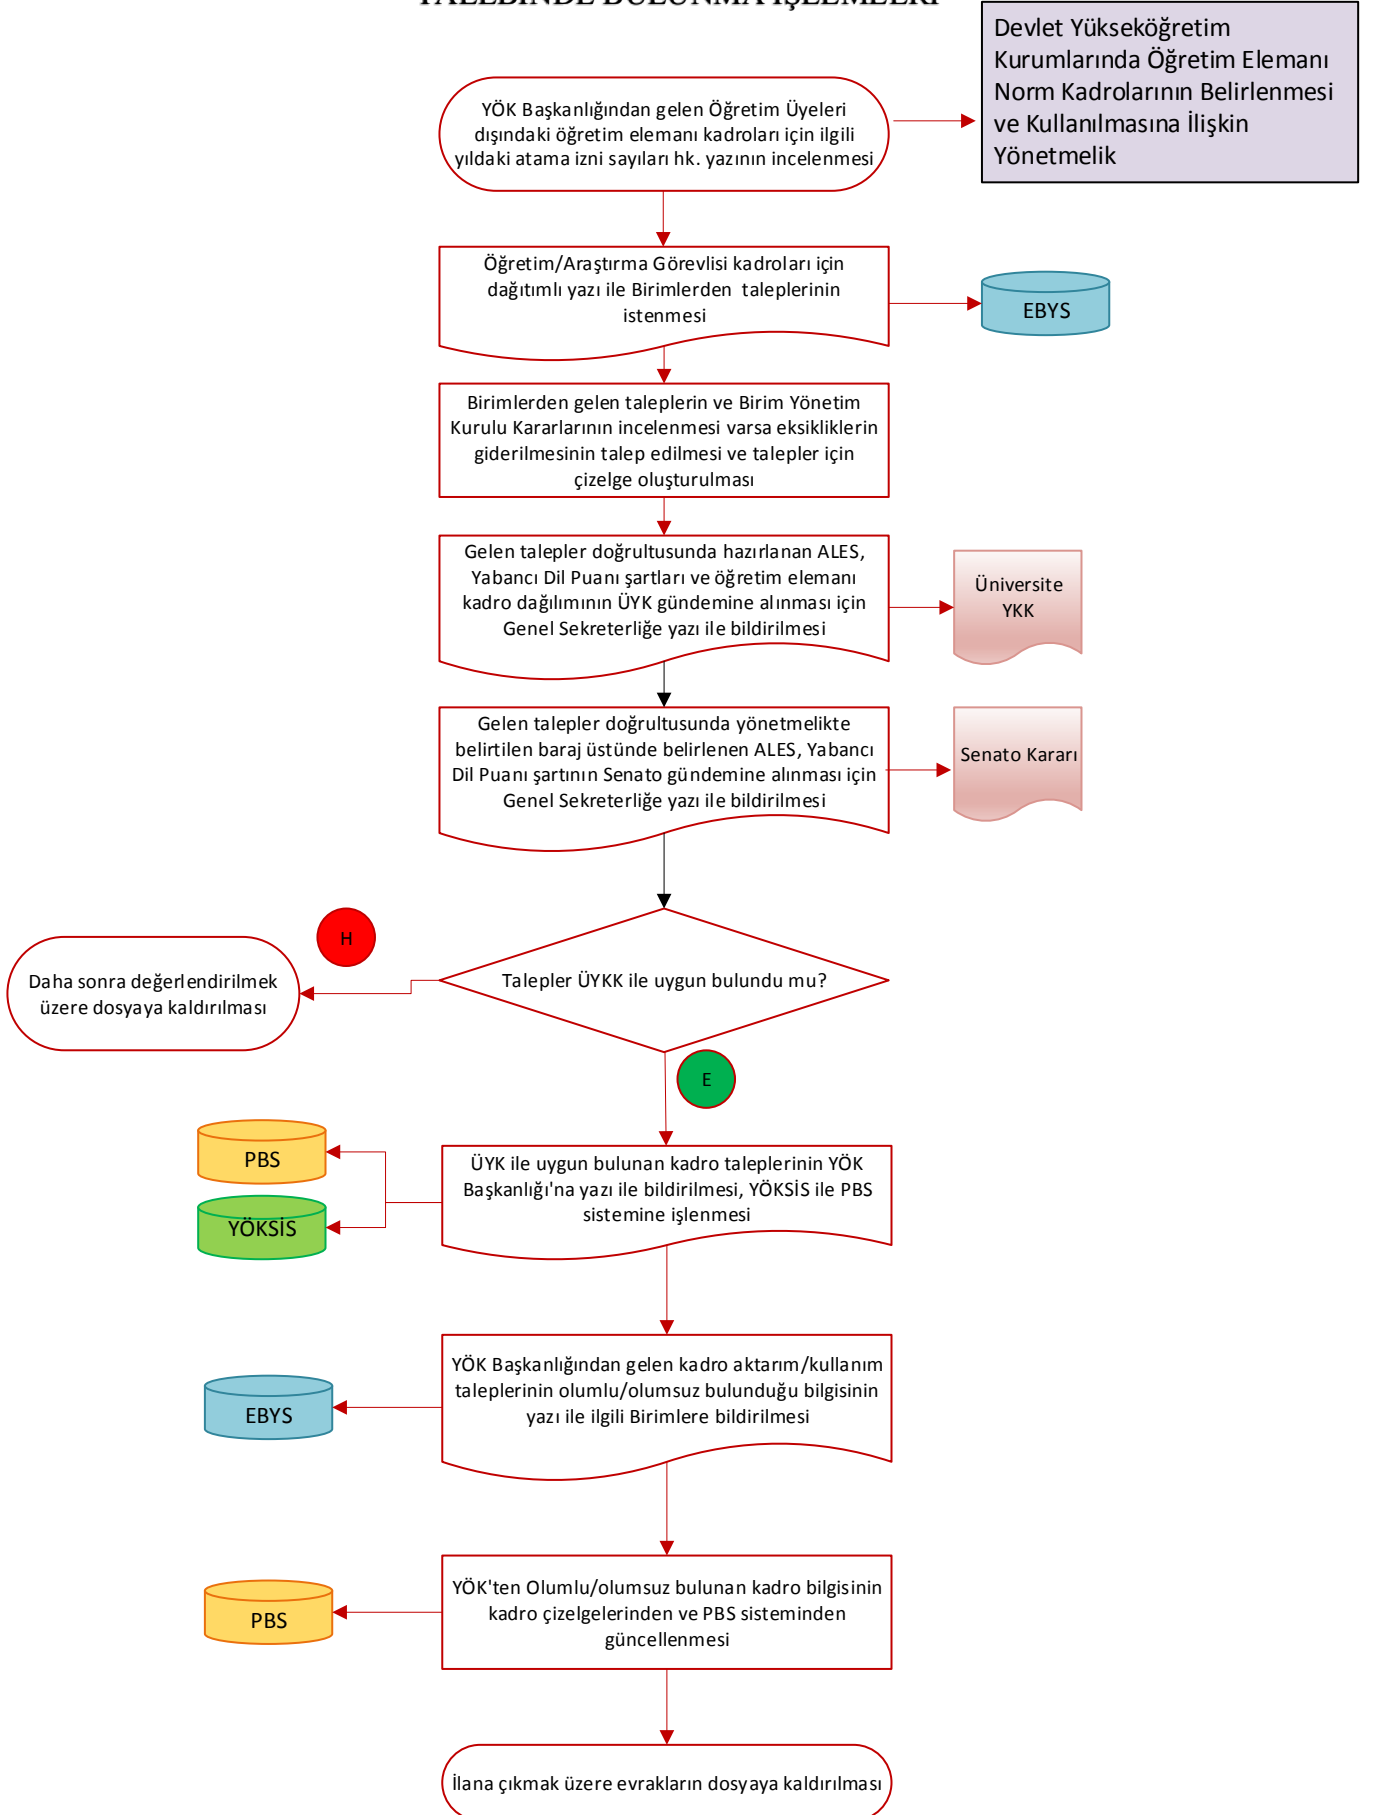 TALEBİNDE BULUNMA İŞLEMLERİ
Devlet Yükseköğretim
Kurumlarında Öğretim Elemanı
Norm Kadrolarının Belirlenmesi
ve Kullanılmasına İlişkin
Yönetmelik
YÖK Başkanlığından gelen Öğretim Üyeleri
dışındaki öğretim elemanı kadroları için ilgili
yıldaki atama izni sayıları hk. yazının incelenmesi
Öğretim/Araştırma Görevlisi kadroları için
dağıtımlı yazı ile Birimlerden taleplerinin
istenmesi
EBYS
Birimlerden gelen taleplerin ve Birim Yönetim
Kurulu Kararlarının incelenmesi varsa eksikliklerin
giderilmesinin talep edilmesi ve talepler için
çizelge oluşturulması
Gelen talepler doğrultusunda hazırlanan ALES,
Yabancı Dil Puanı şartları ve öğretim elemanı
kadro dağılımının ÜYK gündemine alınması için
Genel Sekreterliğe yazı ile bildirilmesi
Üniversite
YKK
Gelen talepler doğrultusunda yönetmelikte
belirtilen baraj üstünde belirlenen ALES, Yabancı
Dil Puanı şartının Senato gündemine alınması için
Genel Sekreterliğe yazı ile bildirilmesi
Senato Kararı
H
Talepler ÜYKK ile uygun bulundu mu?
Daha sonra değerlendirilmek
üzere dosyaya kaldırılması
E
PBS
YÖKSİS
ÜYK ile uygun bulunan kadro taleplerinin YÖK
Başkanlığı'na yazı ile bildirilmesi, YÖKSİS ile PBS
sistemine işlenmesi
YÖK Başkanlığından gelen kadro aktarım/kullanım
taleplerinin olumlu/olumsuz bulunduğu bilgisinin
yazı ile ilgili Birimlere bildirilmesi
EBYS
YÖK'ten Olumlu/olumsuz bulunan kadro bilgisinin
kadro çizelgelerinden ve PBS sisteminden
güncellenmesi
PBS
İlana çıkmak üzere evrakların dosyaya kaldırılması